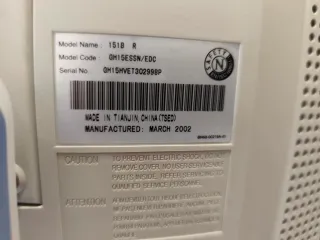 Model Name : 151B R
Model Code : GH15ESSN/EDC
Serial No. GH15HVET302998P
N
MADE IN TIANJIN, CHINA (TSED)
MANUFACTURED: MARCH 2002
CAUTION : TO PREVENT ELECTRIC SHOCK, DO NOT
REMOVE COVER, NO USER SERVICEABLE
PARTS INSIDE, REFER SERVICING TO
QUALIFIED SERVICE PERSONNEL.
ATTENTION